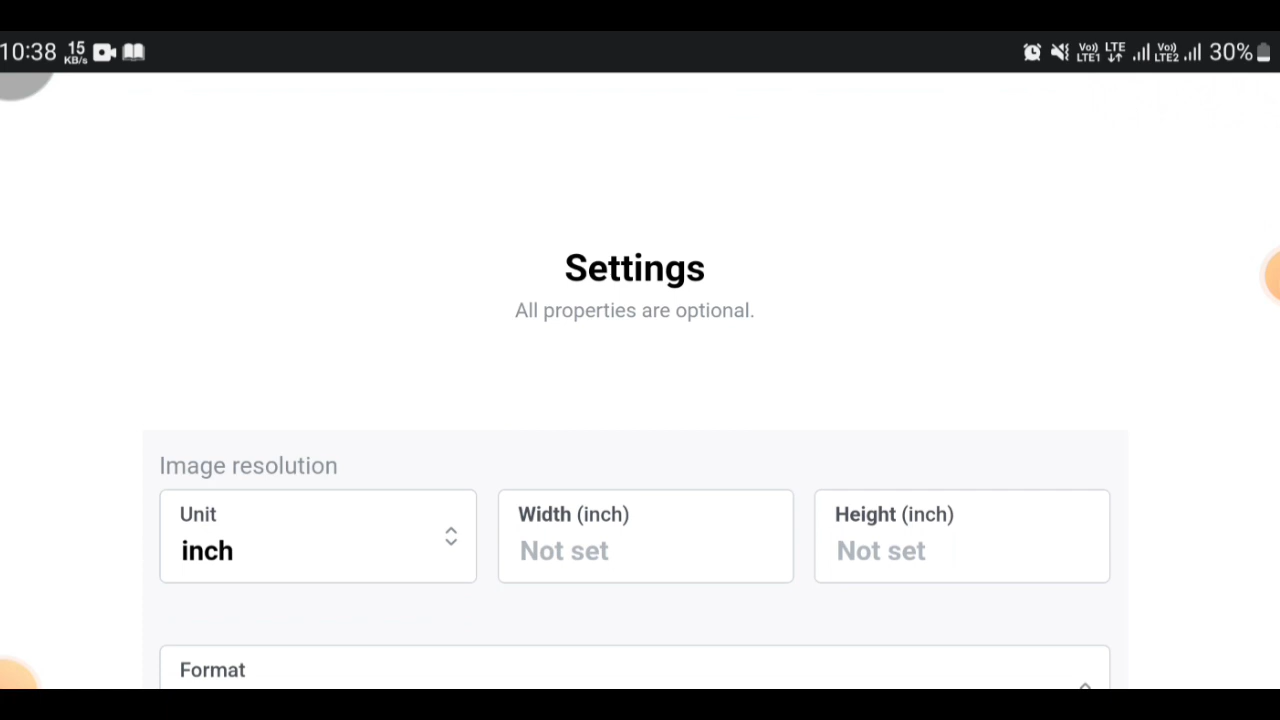 10:38 15 KB/s Vo) LTE1 LTE Vo) LTE2 30%
Settings
All properties are optional.
Image resolution
Unit Width (inch) Height (inch)
inch Not set Not set
Format